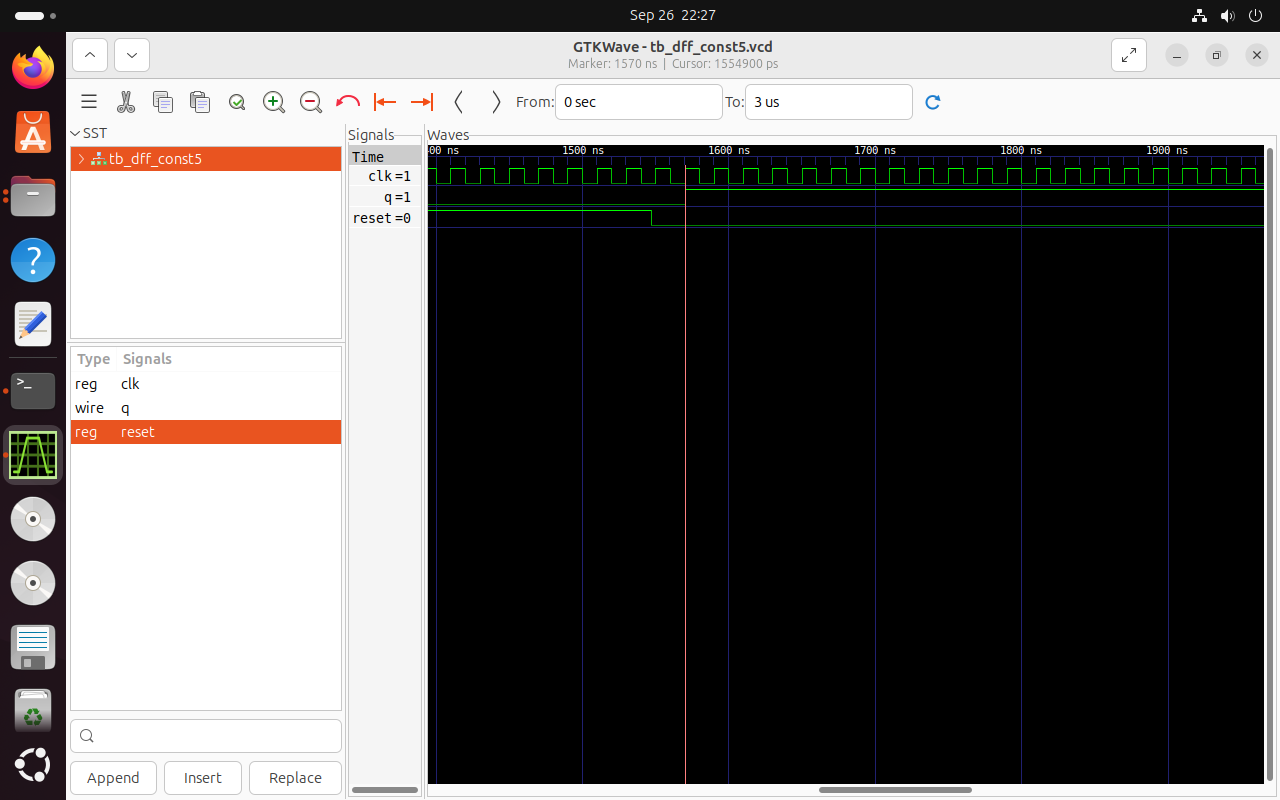 Sep 26 22:27
GTKWave - tb_dff_const5.vcd
Marker: 1570 ns | Cursor: 1554900 ps
From: 0 sec To: 3 us
SST
tb_dff_const5
Type Signals
reg clk
wire q
reg reset
Append Insert Replace
Signals
Time
clk=1
q=1
reset=0
Waves
00 ns 1500 ns 1600 ns 1700 ns 1800 ns 1900 ns